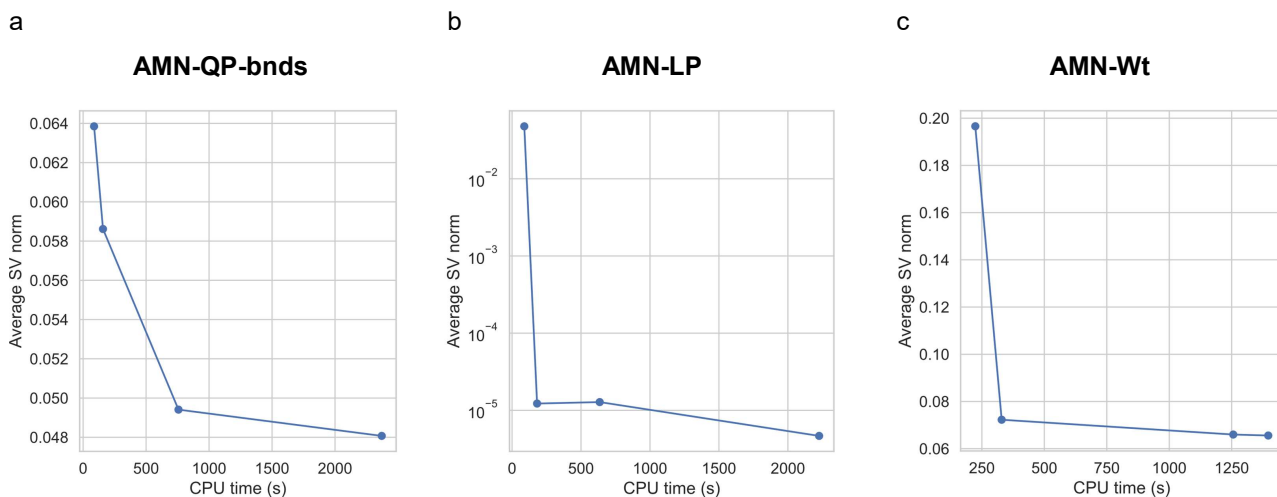 a
AMN-QP-bnds
Average SV norm
0.064
0.062
0.060
0.058
0.056
0.054
0.052
0.050
0.048
0 500 1000 1500 2000
CPU time (s)
b
AMN-LP
Average SV norm
10⁻²
10⁻³
10⁻⁴
10⁻⁵
0 500 1000 1500 2000
CPU time (s)
c
AMN-Wt
Average SV norm
0.20
0.18
0.16
0.14
0.12
0.10
0.08
0.06
250 500 750 1000 1250
CPU time (s)